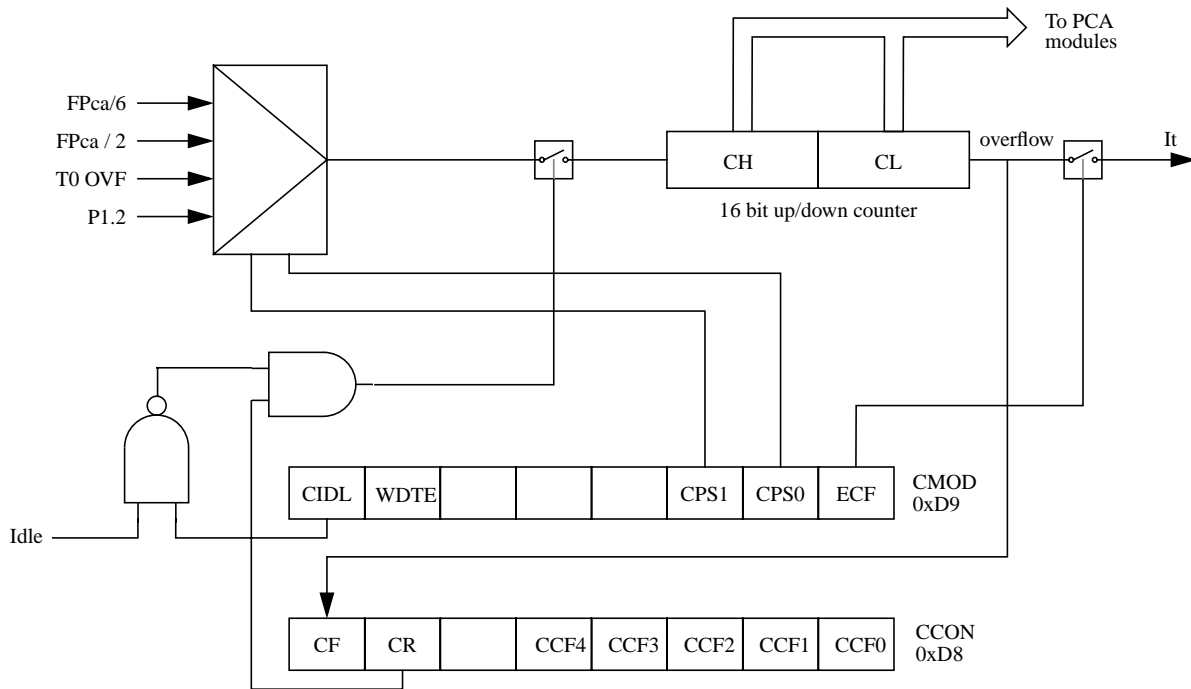 To PCA
modules
FPca/6
FPca / 2
T0 OVF
P1.2
CH
CL
overflow
It
16 bit up/down counter
CIDL
WDTE
CPS1
CPS0
ECF
CMOD
0xD9
Idle
CF
CR
CCF4
CCF3
CCF2
CCF1
CCF0
CCON
0xD8